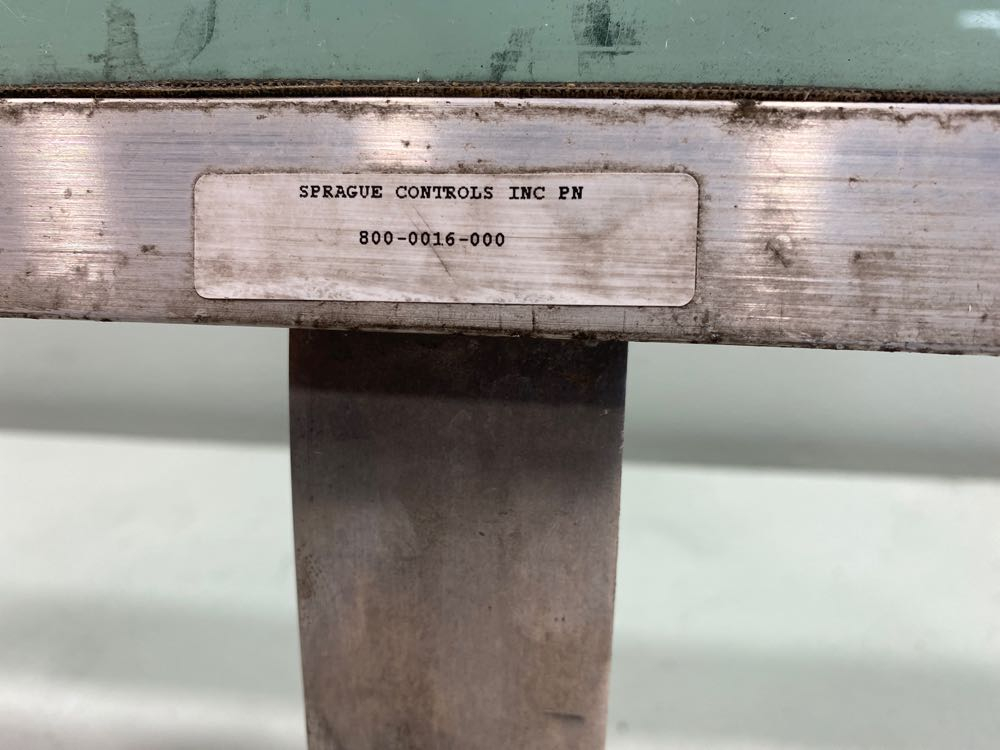 SPRAGUE CONTROLS INC PN
800-0016-000